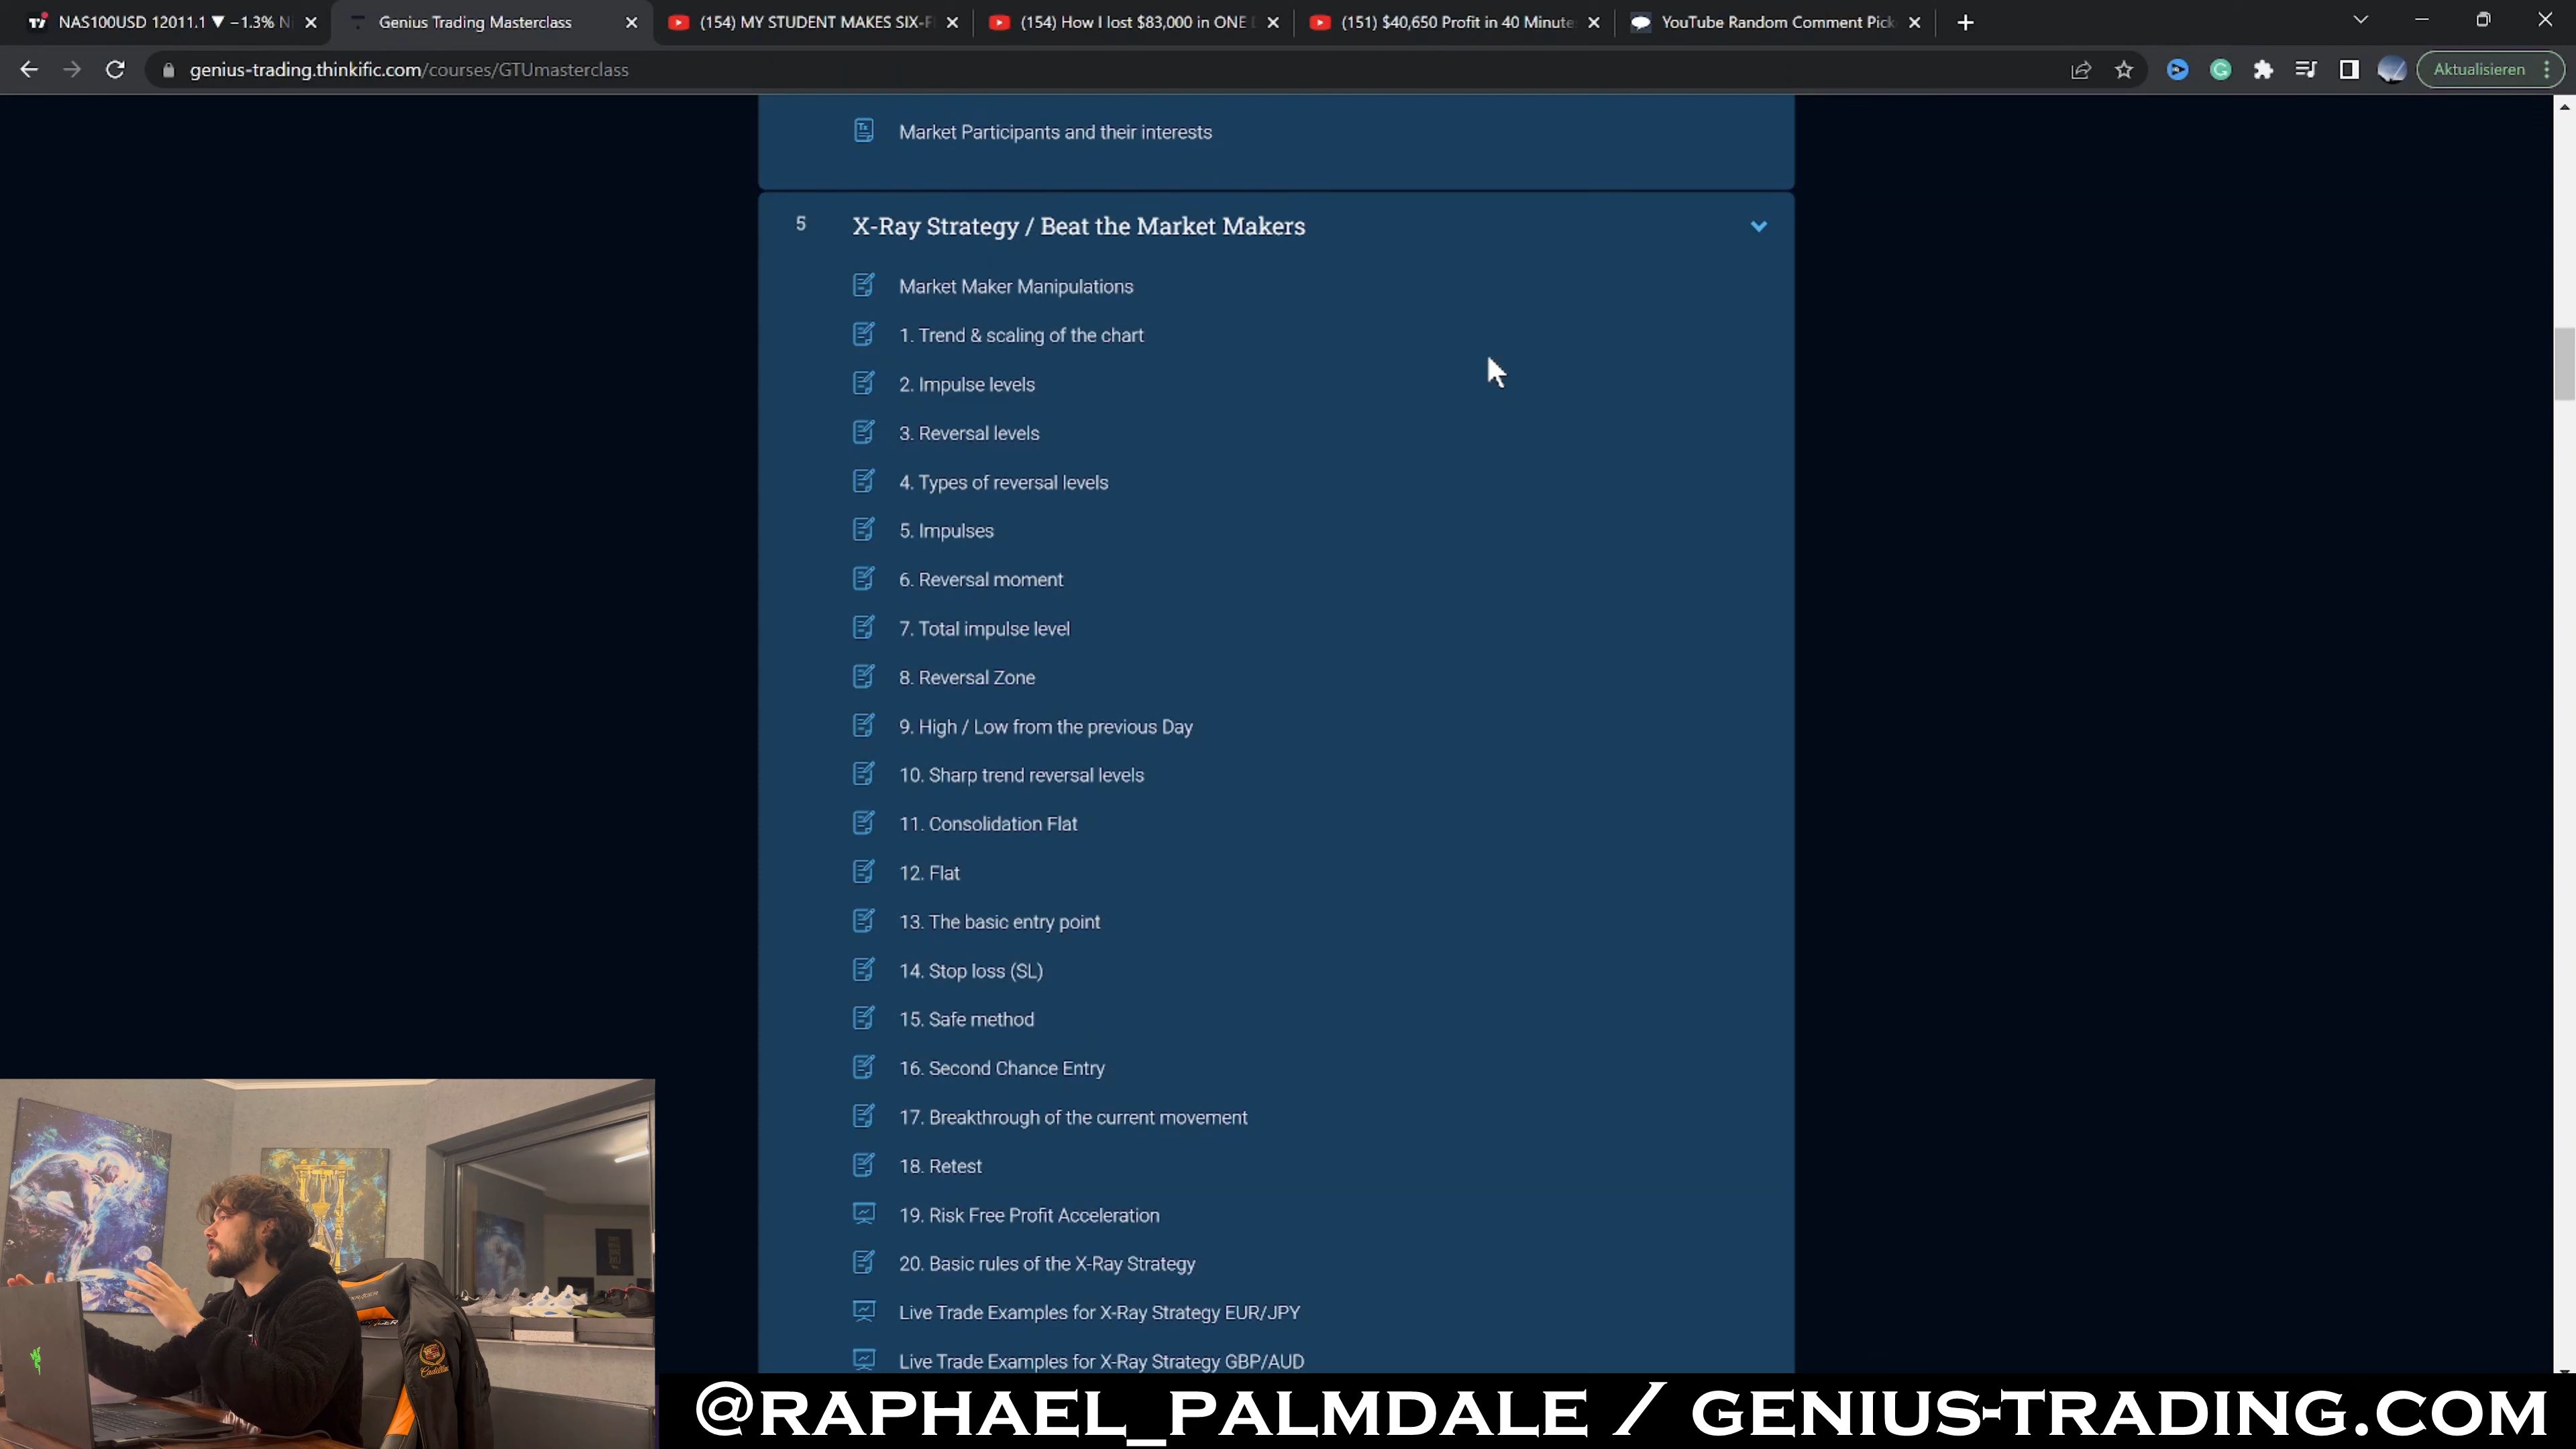 NAS100USD 12011.1 ▼ −1.3% N
Genius Trading Masterclass
(154) MY STUDENT MAKES SIX-F
(154) How I lost $83,000 in ONE
(151) $40,650 Profit in 40 Minute
YouTube Random Comment Pick
genius-trading.thinkific.com/courses/GTUmasterclass
Aktualisieren
Market Participants and their interests
5
X-Ray Strategy / Beat the Market Makers
Market Maker Manipulations
1. Trend & scaling of the chart
2. Impulse levels
3. Reversal levels
4. Types of reversal levels
5. Impulses
6. Reversal moment
7. Total impulse level
8. Reversal Zone
9. High / Low from the previous Day
10. Sharp trend reversal levels
11. Consolidation Flat
12. Flat
13. The basic entry point
14. Stop loss (SL)
15. Safe method
16. Second Chance Entry
17. Breakthrough of the current movement
18. Retest
19. Risk Free Profit Acceleration
20. Basic rules of the X-Ray Strategy
Live Trade Examples for X-Ray Strategy EUR/JPY
Live Trade Examples for X-Ray Strategy GBP/AUD
Cadillac
@RAPHAEL_PALMDALE / GENIUS-TRADING.COM